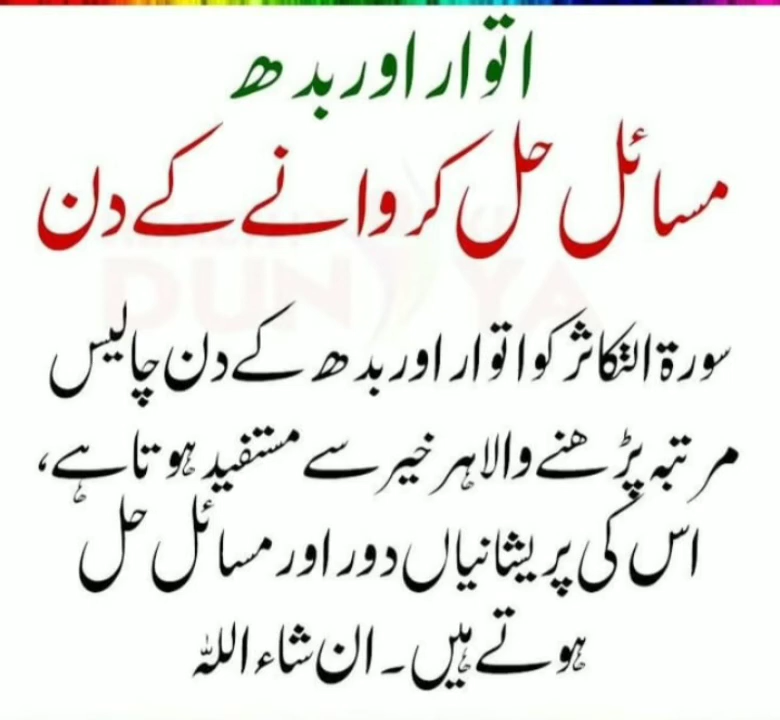 اتوار اور بدھ
مسائل حل کروانے کے دن
سورۃ التکاثر کو اتوار اور بدھ کے دن چالیس
مرتبہ پڑھنے والا ہر خیر سے مستفید ہوتا ہے،
اس کی پریشانیاں دور اور مسائل حل
ہوتے ہیں۔ ان شاء اللہ